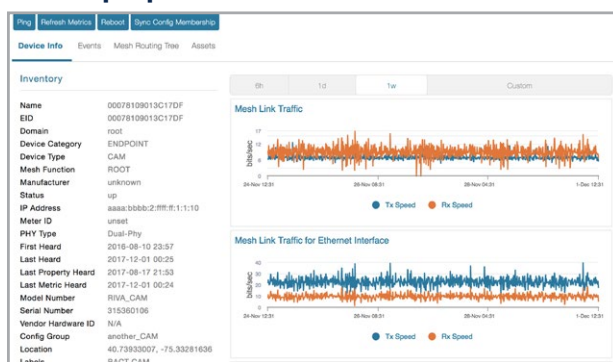 Ping Refresh Metrics Reboot Sync Config Membership
Device Info Events Mesh Routing Tree Assets
Inventory
Name 00078109013C17DF
EID 00078109013C17DF
Domain root
Device Category ENDPOINT
Device Type CAM
Mesh Function ROOT
Manufacturer unknown
Status up
IP Address aaaa:bbbb:2:ffff:ff:1:1:10
Meter ID unset
PHY Type Dual-Phy
First Heard 2016-08-10 23:57
Last Heard 2017-12-01 00:25
Last Property Heard 2017-08-17 21:53
Last Metric Heard 2017-12-01 00:24
Model Number RIVA_CAM
Serial Number 315360106
Vendor Hardware ID N/A
Config Group another_CAM
Location 40.73933007, -75.33281636
6h 1d 1w Custom
Mesh Link Traffic
bits/sec
17
12
6
0
24-Nov 12:31 26-Nov 08:31 28-Nov 04:31 1-Dec 12:31
Tx Speed Rx Speed
Mesh Link Traffic for Ethernet Interface
bits/sec
40
30
20
10
0
24-Nov 12:31 26-Nov 08:31 28-Nov 04:31 1-Dec 12:31
Tx Speed Rx Speed